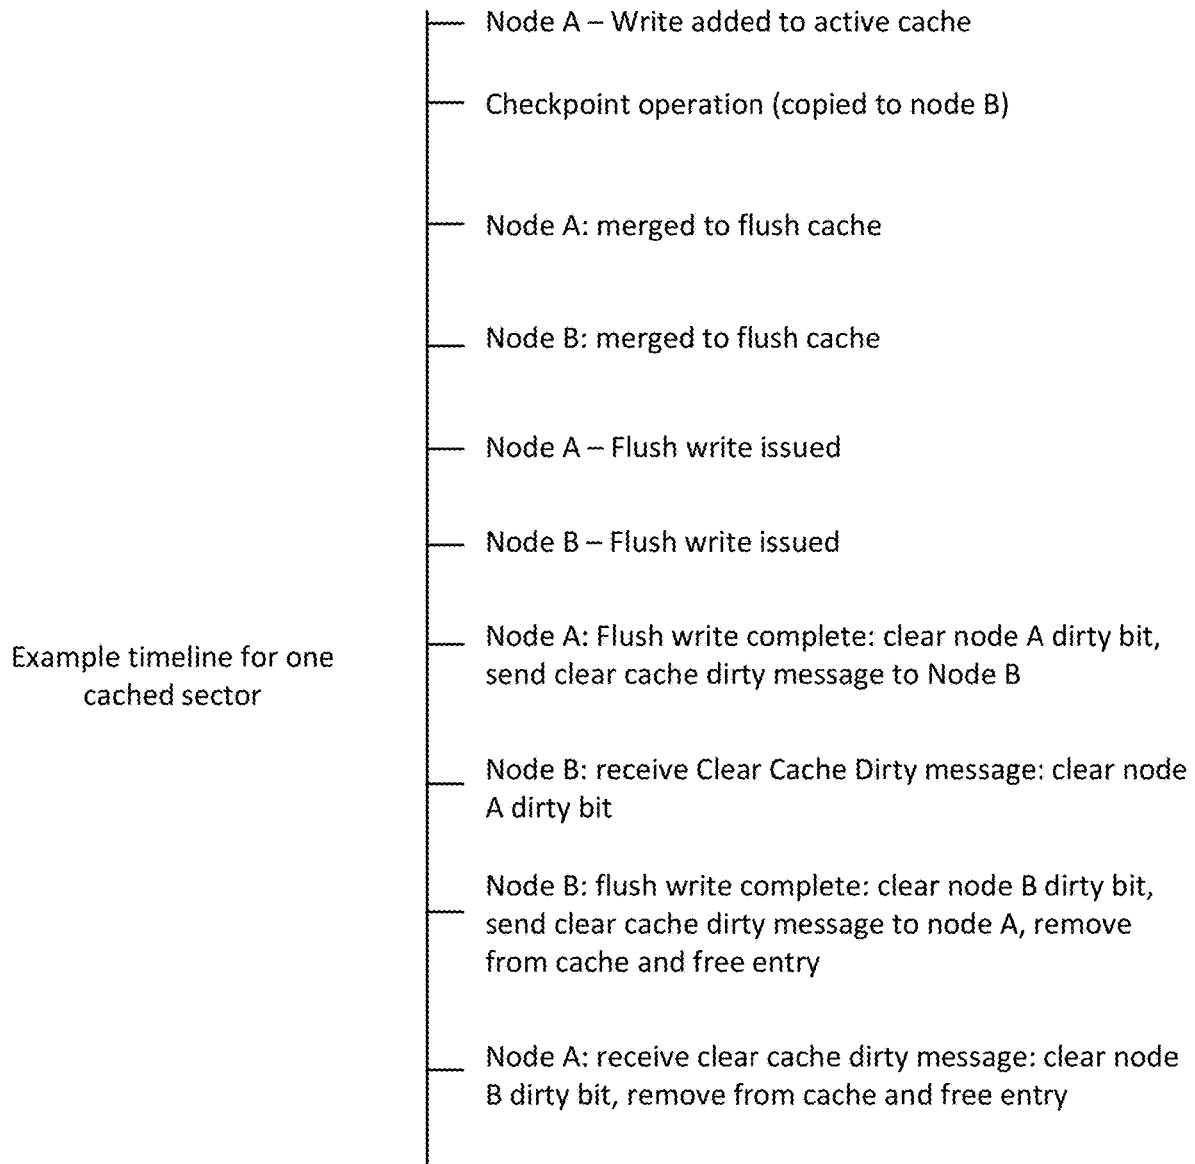 Node A – Write added to active cache
Checkpoint operation (copied to node B)
Node A: merged to flush cache
Node B: merged to flush cache
Node A – Flush write issued
Node B – Flush write issued
Example timeline for one
cached sector
Node A: Flush write complete: clear node A dirty bit,
send clear cache dirty message to Node B
Node B: receive Clear Cache Dirty message: clear node
A dirty bit
Node B: flush write complete: clear node B dirty bit,
send clear cache dirty message to node A, remove
from cache and free entry
Node A: receive clear cache dirty message: clear node
B dirty bit, remove from cache and free entry